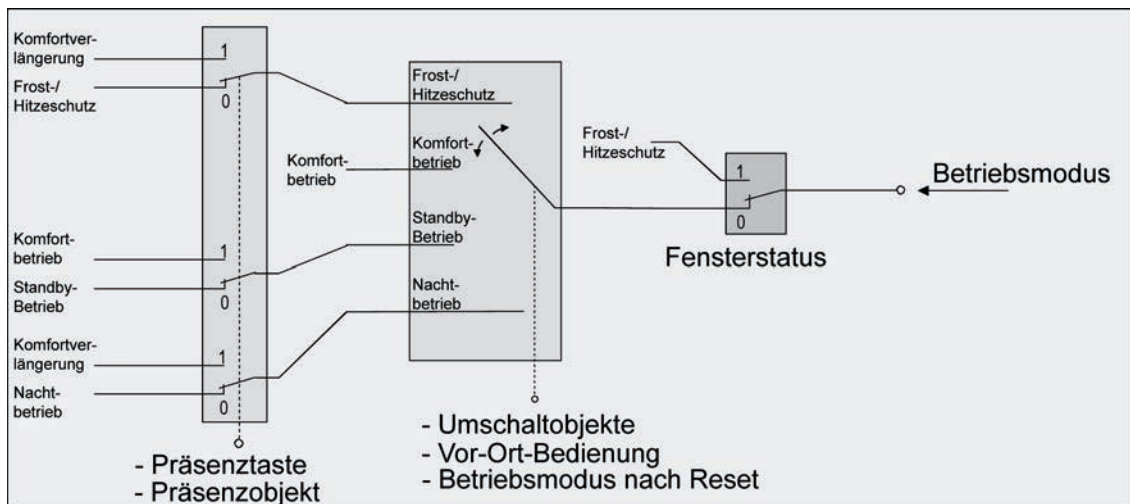 Komfortver-
längerung
1
Frost-/
Hitzeschutz
0
Komfort-
betrieb
1
Standby-
Betrieb
0
Komfortver-
längerung
1
Nacht-
betrieb
0
- Präsenztaste
- Präsenzobjekt
Frost-/
Hitzeschutz
Komfort-
betrieb
Komfort-
betrieb
Standby-
Betrieb
Nacht-
betrieb
- Umschaltobjekte
- Vor-Ort-Bedienung
- Betriebsmodus nach Reset
Frost-/
Hitzeschutz
1
0
Fensterstatus
Betriebsmodus